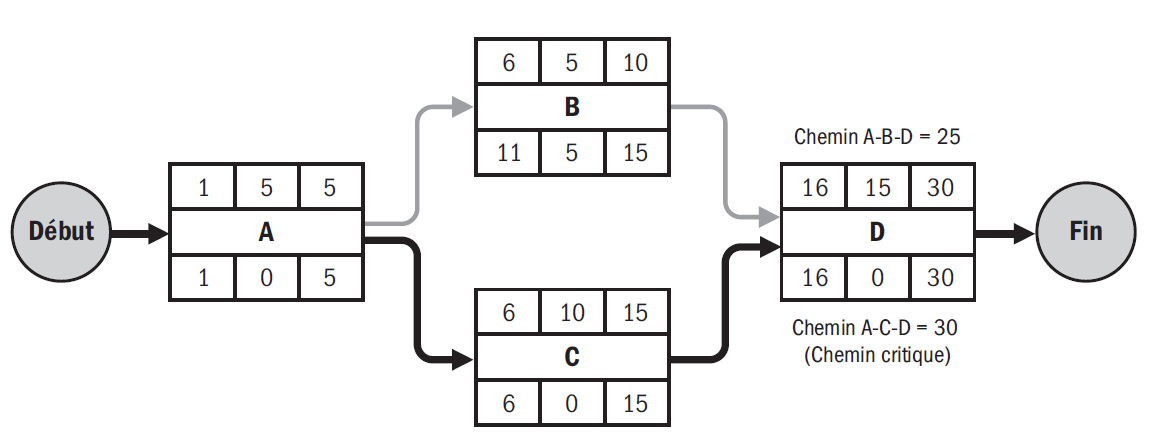 Début
1 5 5
A
1 0 5
6 5 10
B
11 5 15
6 10 15
C
6 0 15
Chemin A-B-D = 25
16 15 30
D
16 0 30
Chemin A-C-D = 30
(Chemin critique)
Fin